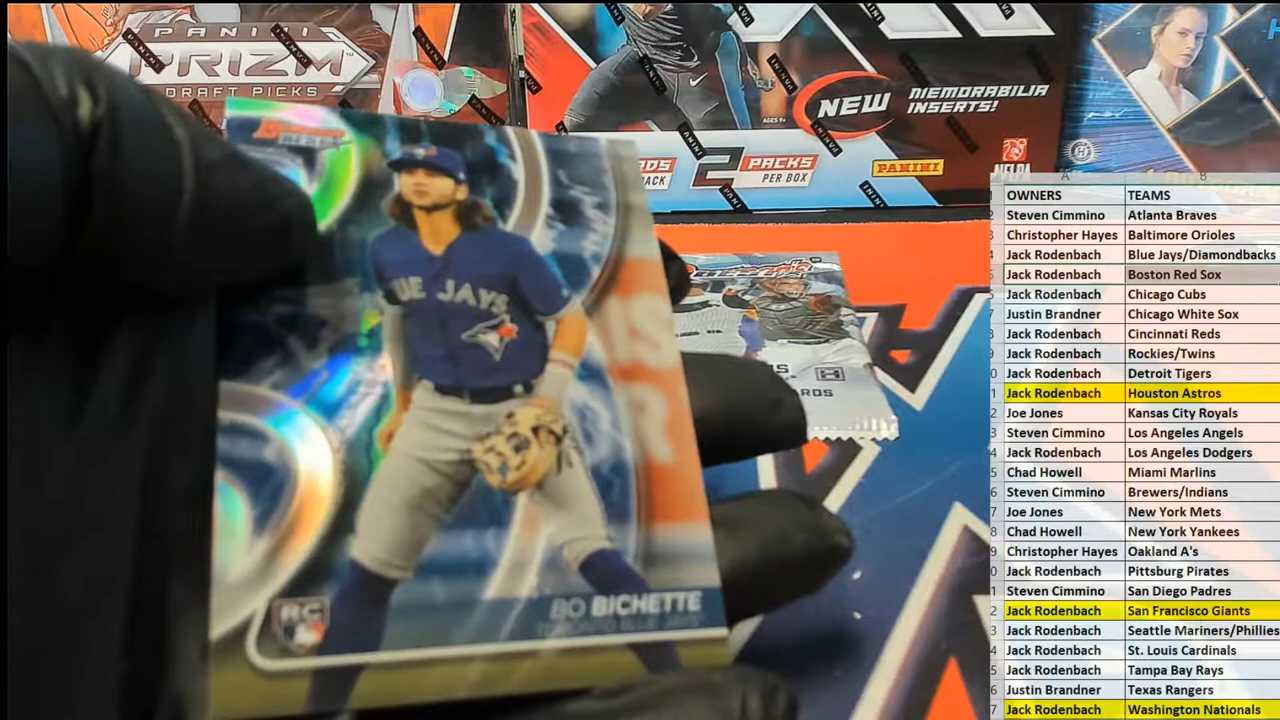 PANINI
PRIZM
DRAFT PICKS
NEW
MEMORABILIA
INSERTS!
AGES 9+
2
PACKS
PER BOX
PANINI
NFLPA
BLUE JAYS
RC
BO BICHETTE
A B
OWNERS TEAMS
Steven Cimmino Atlanta Braves
Christopher Hayes Baltimore Orioles
Jack Rodenbach Blue Jays/Diamondbacks
Jack Rodenbach Boston Red Sox
Jack Rodenbach Chicago Cubs
Justin Brandner Chicago White Sox
Jack Rodenbach Cincinnati Reds
Jack Rodenbach Rockies/Twins
Jack Rodenbach Detroit Tigers
Jack Rodenbach Houston Astros
Joe Jones Kansas City Royals
Steven Cimmino Los Angeles Angels
Jack Rodenbach Los Angeles Dodgers
Chad Howell Miami Marlins
Steven Cimmino Brewers/Indians
Joe Jones New York Mets
Chad Howell New York Yankees
Christopher Hayes Oakland A's
Jack Rodenbach Pittsburg Pirates
Steven Cimmino San Diego Padres
Jack Rodenbach San Francisco Giants
Jack Rodenbach Seattle Mariners/Phillies
Jack Rodenbach St. Louis Cardinals
Jack Rodenbach Tampa Bay Rays
Justin Brandner Texas Rangers
Jack Rodenbach Washington Nationals